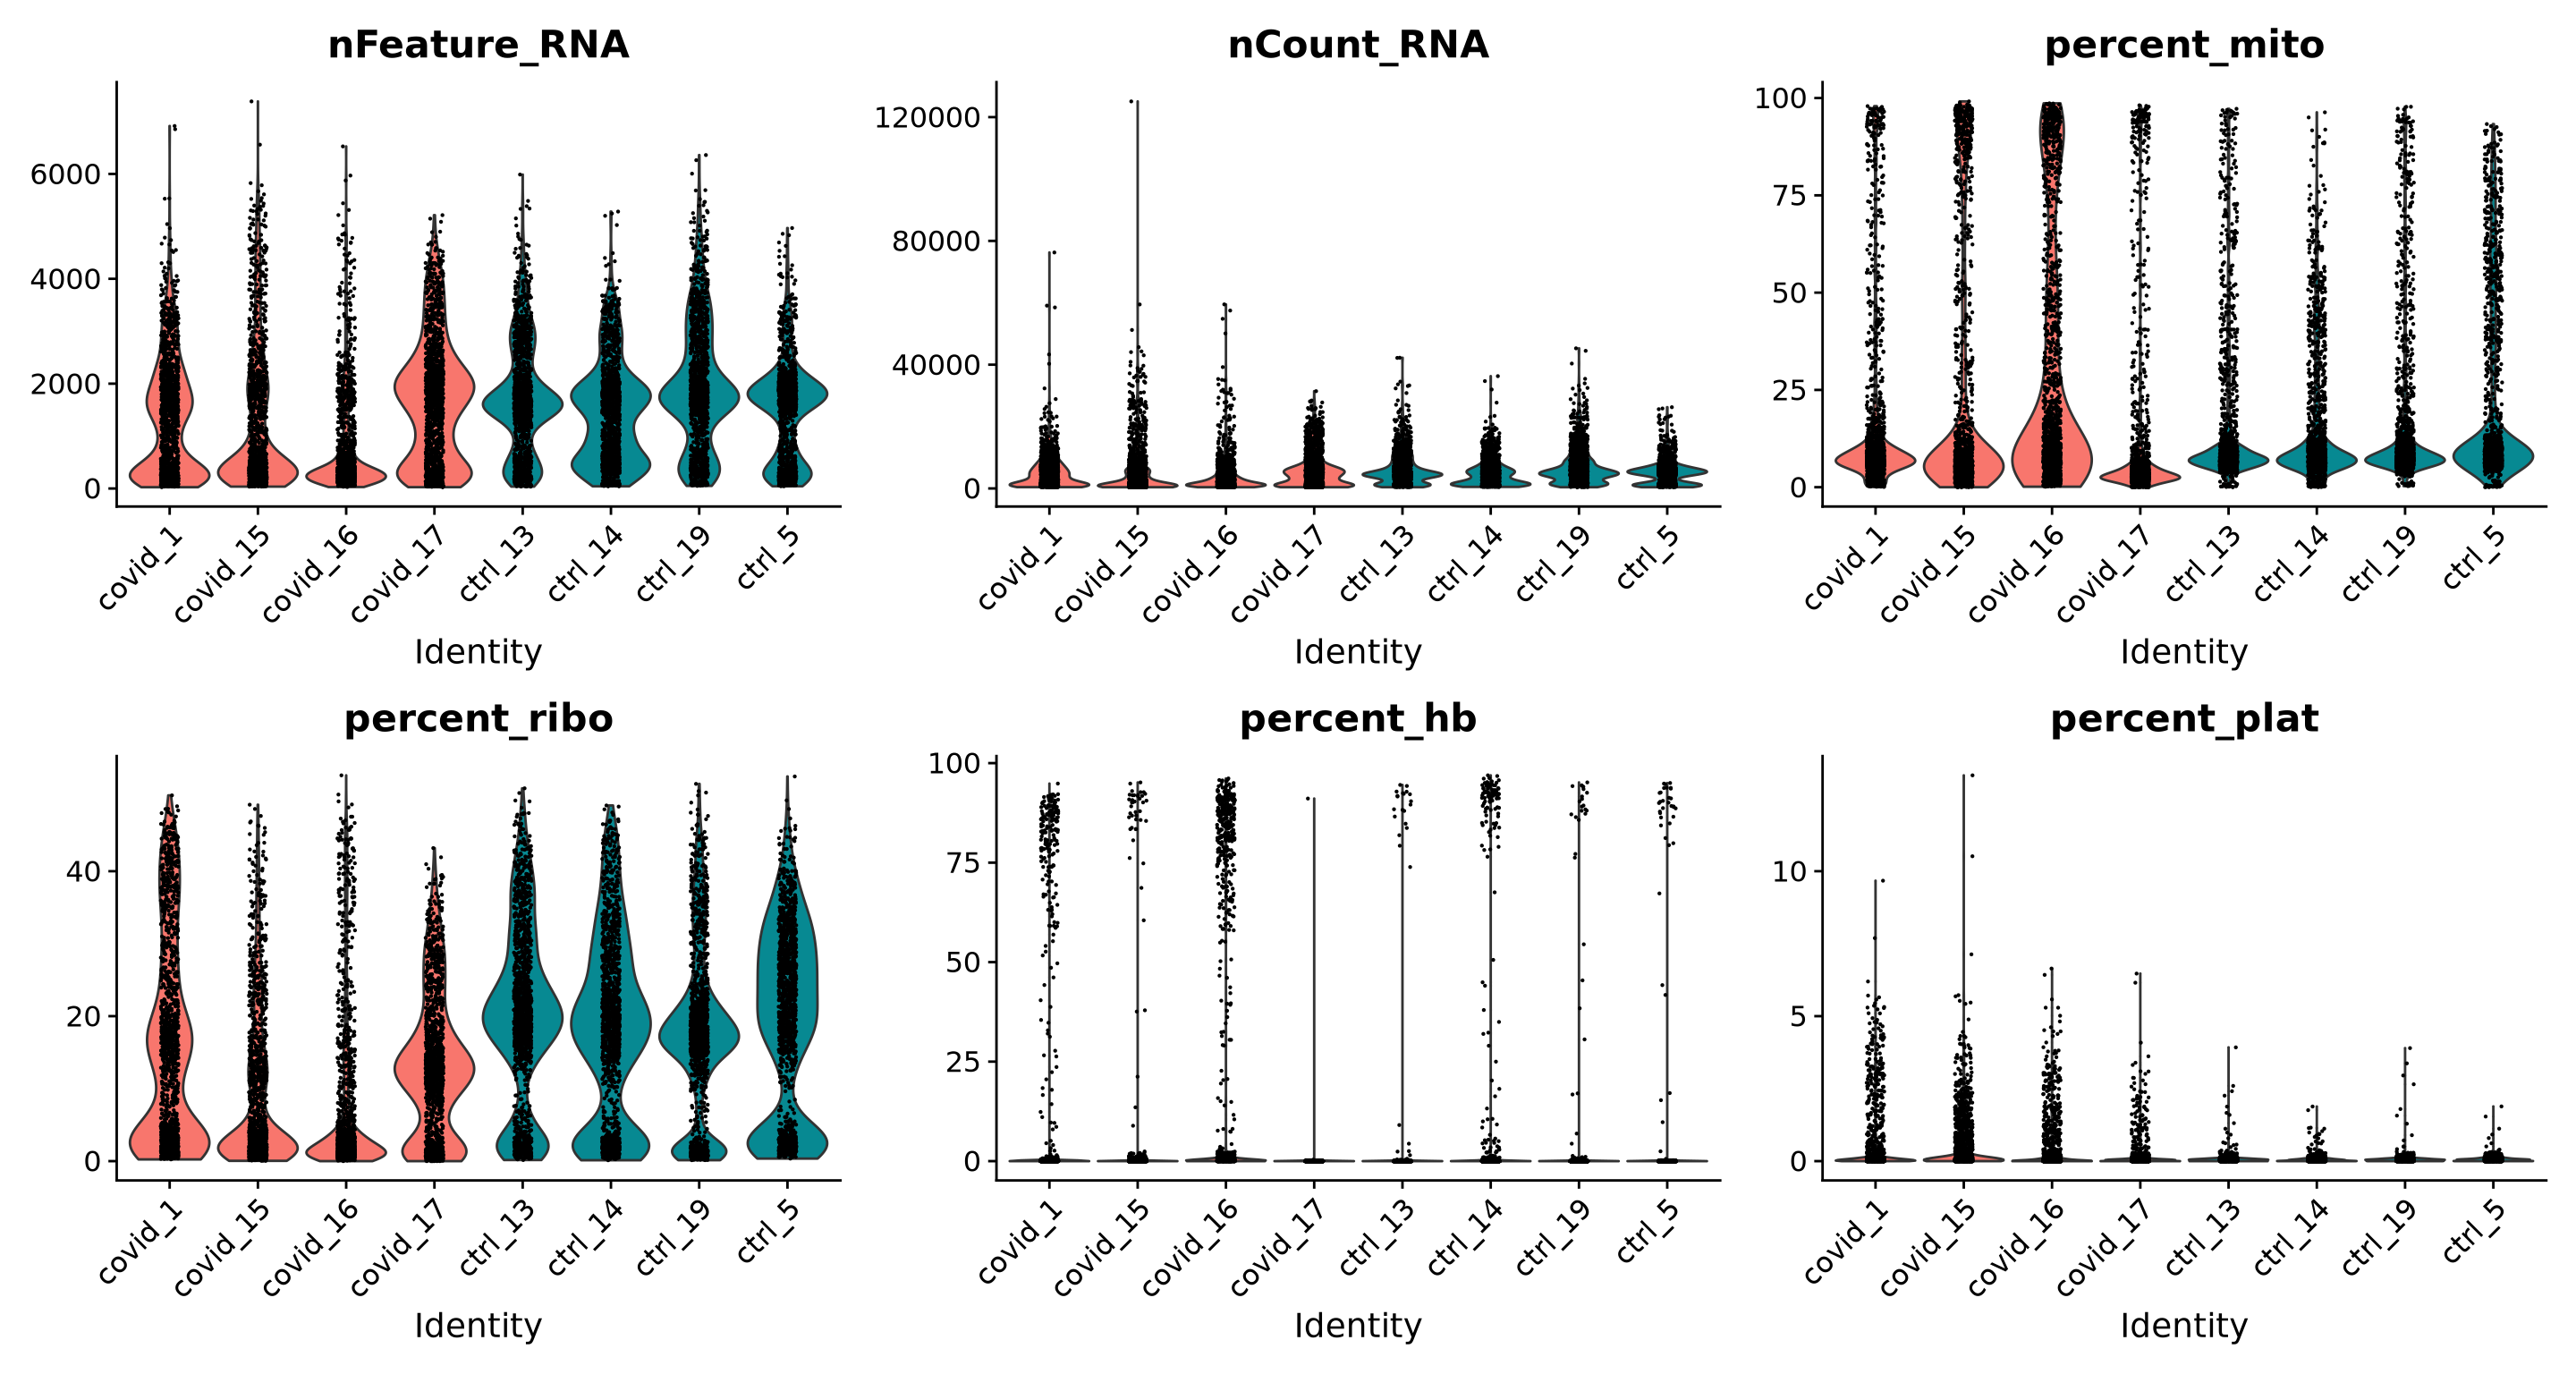 nFeature_RNA
6000
4000
2000
0
covid_1
covid_15
covid_16
covid_17
ctrl_13
ctrl_14
ctrl_19
ctrl_5
Identity
nCount_RNA
120000
80000
40000
0
covid_1
covid_15
covid_16
covid_17
ctrl_13
ctrl_14
ctrl_19
ctrl_5
Identity
percent_mito
100
75
50
25
0
covid_1
covid_15
covid_16
covid_17
ctrl_13
ctrl_14
ctrl_19
ctrl_5
Identity
percent_ribo
40
20
0
covid_1
covid_15
covid_16
covid_17
ctrl_13
ctrl_14
ctrl_19
ctrl_5
Identity
percent_hb
100
75
50
25
0
covid_1
covid_15
covid_16
covid_17
ctrl_13
ctrl_14
ctrl_19
ctrl_5
Identity
percent_plat
10
5
0
covid_1
covid_15
covid_16
covid_17
ctrl_13
ctrl_14
ctrl_19
ctrl_5
Identity